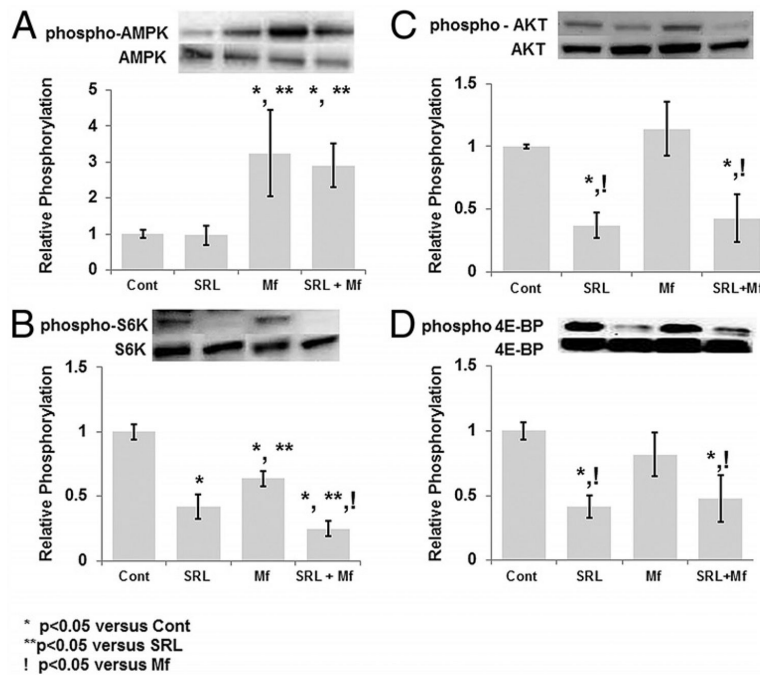 A
phospho-AMPK
AMPK
*, ** *, **
Relative Phosphorylation
5
4
3
2
1
0
Cont SRL Mf SRL + Mf
B
phospho-S6K
S6K
* *, ** *, **,!
Relative Phosphorylation
1.5
1
0.5
0
Cont SRL Mf SRL + Mf
C
phospho - AKT
AKT
*,! *,!
Relative Phosphorylation
1.5
1
0.5
0
Cont SRL Mf SRL+Mf
D
phospho 4E-BP
4E-BP
*,! *,!
Relative Phosphorylation
1.5
1
0.5
0
Cont SRL Mf SRL+Mf
* p<0.05 versus Cont
**p<0.05 versus SRL
! p<0.05 versus Mf